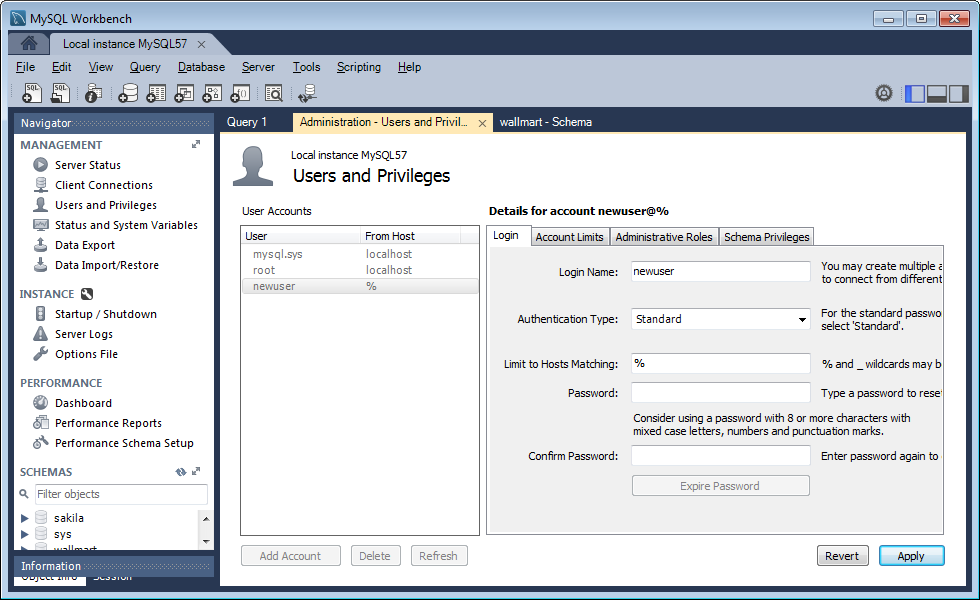 MySQL Workbench
Local instance MySQL57
File Edit View Query Database Server Tools Scripting Help
Navigator
MANAGEMENT
Server Status
Client Connections
Users and Privileges
Status and System Variables
Data Export
Data Import/Restore
INSTANCE
Startup / Shutdown
Server Logs
Options File
PERFORMANCE
Dashboard
Performance Reports
Performance Schema Setup
SCHEMAS
Filter objects
sakila
sys
wallmart
Information
Object Info Session
Query 1 Administration - Users and Privil... wallmart - Schema
Local instance MySQL57
Users and Privileges
User Accounts
User From Host
mysql.sys localhost
root localhost
newuser %
Add Account Delete Refresh
Details for account newuser@%
Login Account Limits Administrative Roles Schema Privileges
Login Name: newuser You may create multiple a
to connect from different
Authentication Type: Standard For the standard passwo
select 'Standard'.
Limit to Hosts Matching: % % and _ wildcards may b
Password: Type a password to rese
Consider using a password with 8 or more characters with
mixed case letters, numbers and punctuation marks.
Confirm Password: Enter password again to
Expire Password
Revert Apply